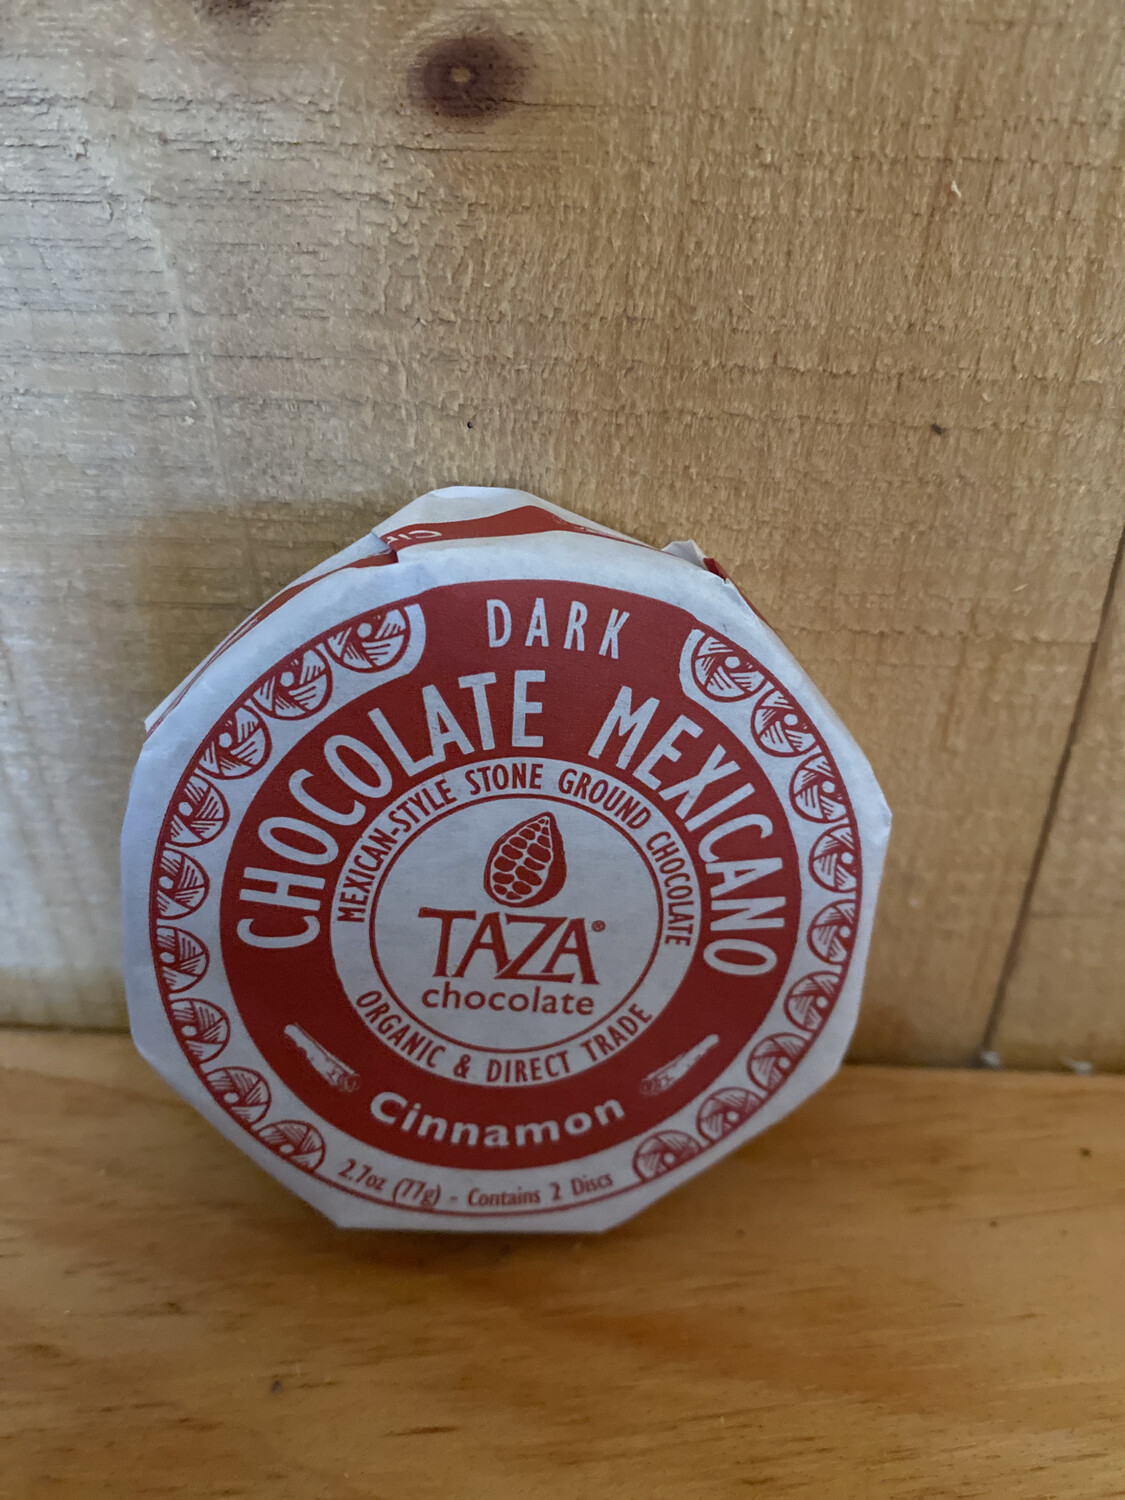 DARK
CHOCOLATE MEXICANO
MEXICAN-STYLE STONE GROUND CHOCOLATE
TAZA®
chocolate
ORGANIC & DIRECT TRADE
Cinnamon
2.7oz (77g) - Contains 2 Discs